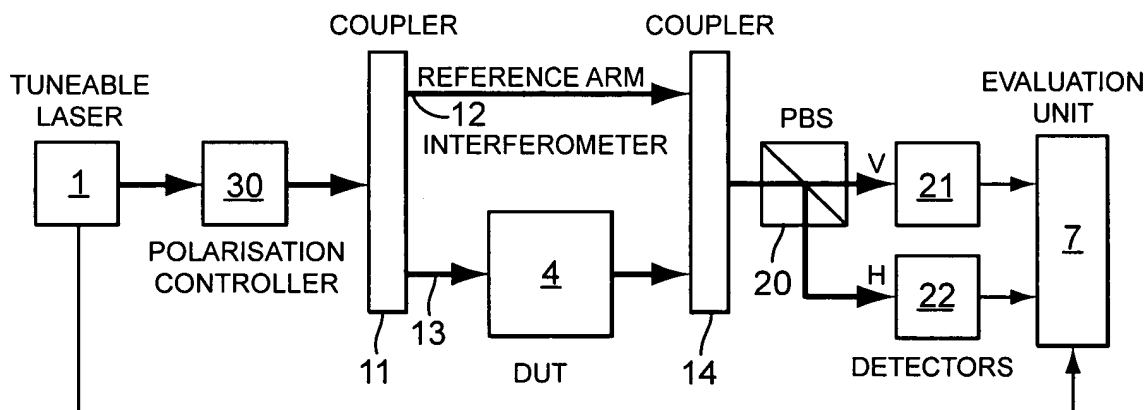 COUPLER
COUPLER
TUNEABLE
LASER
REFERENCE ARM
12
INTERFEROMETER
PBS
EVALUATION
UNIT
1
30
V
21
7
POLARISATION
CONTROLLER
4
20
H
22
13
11
DUT
14
DETECTORS